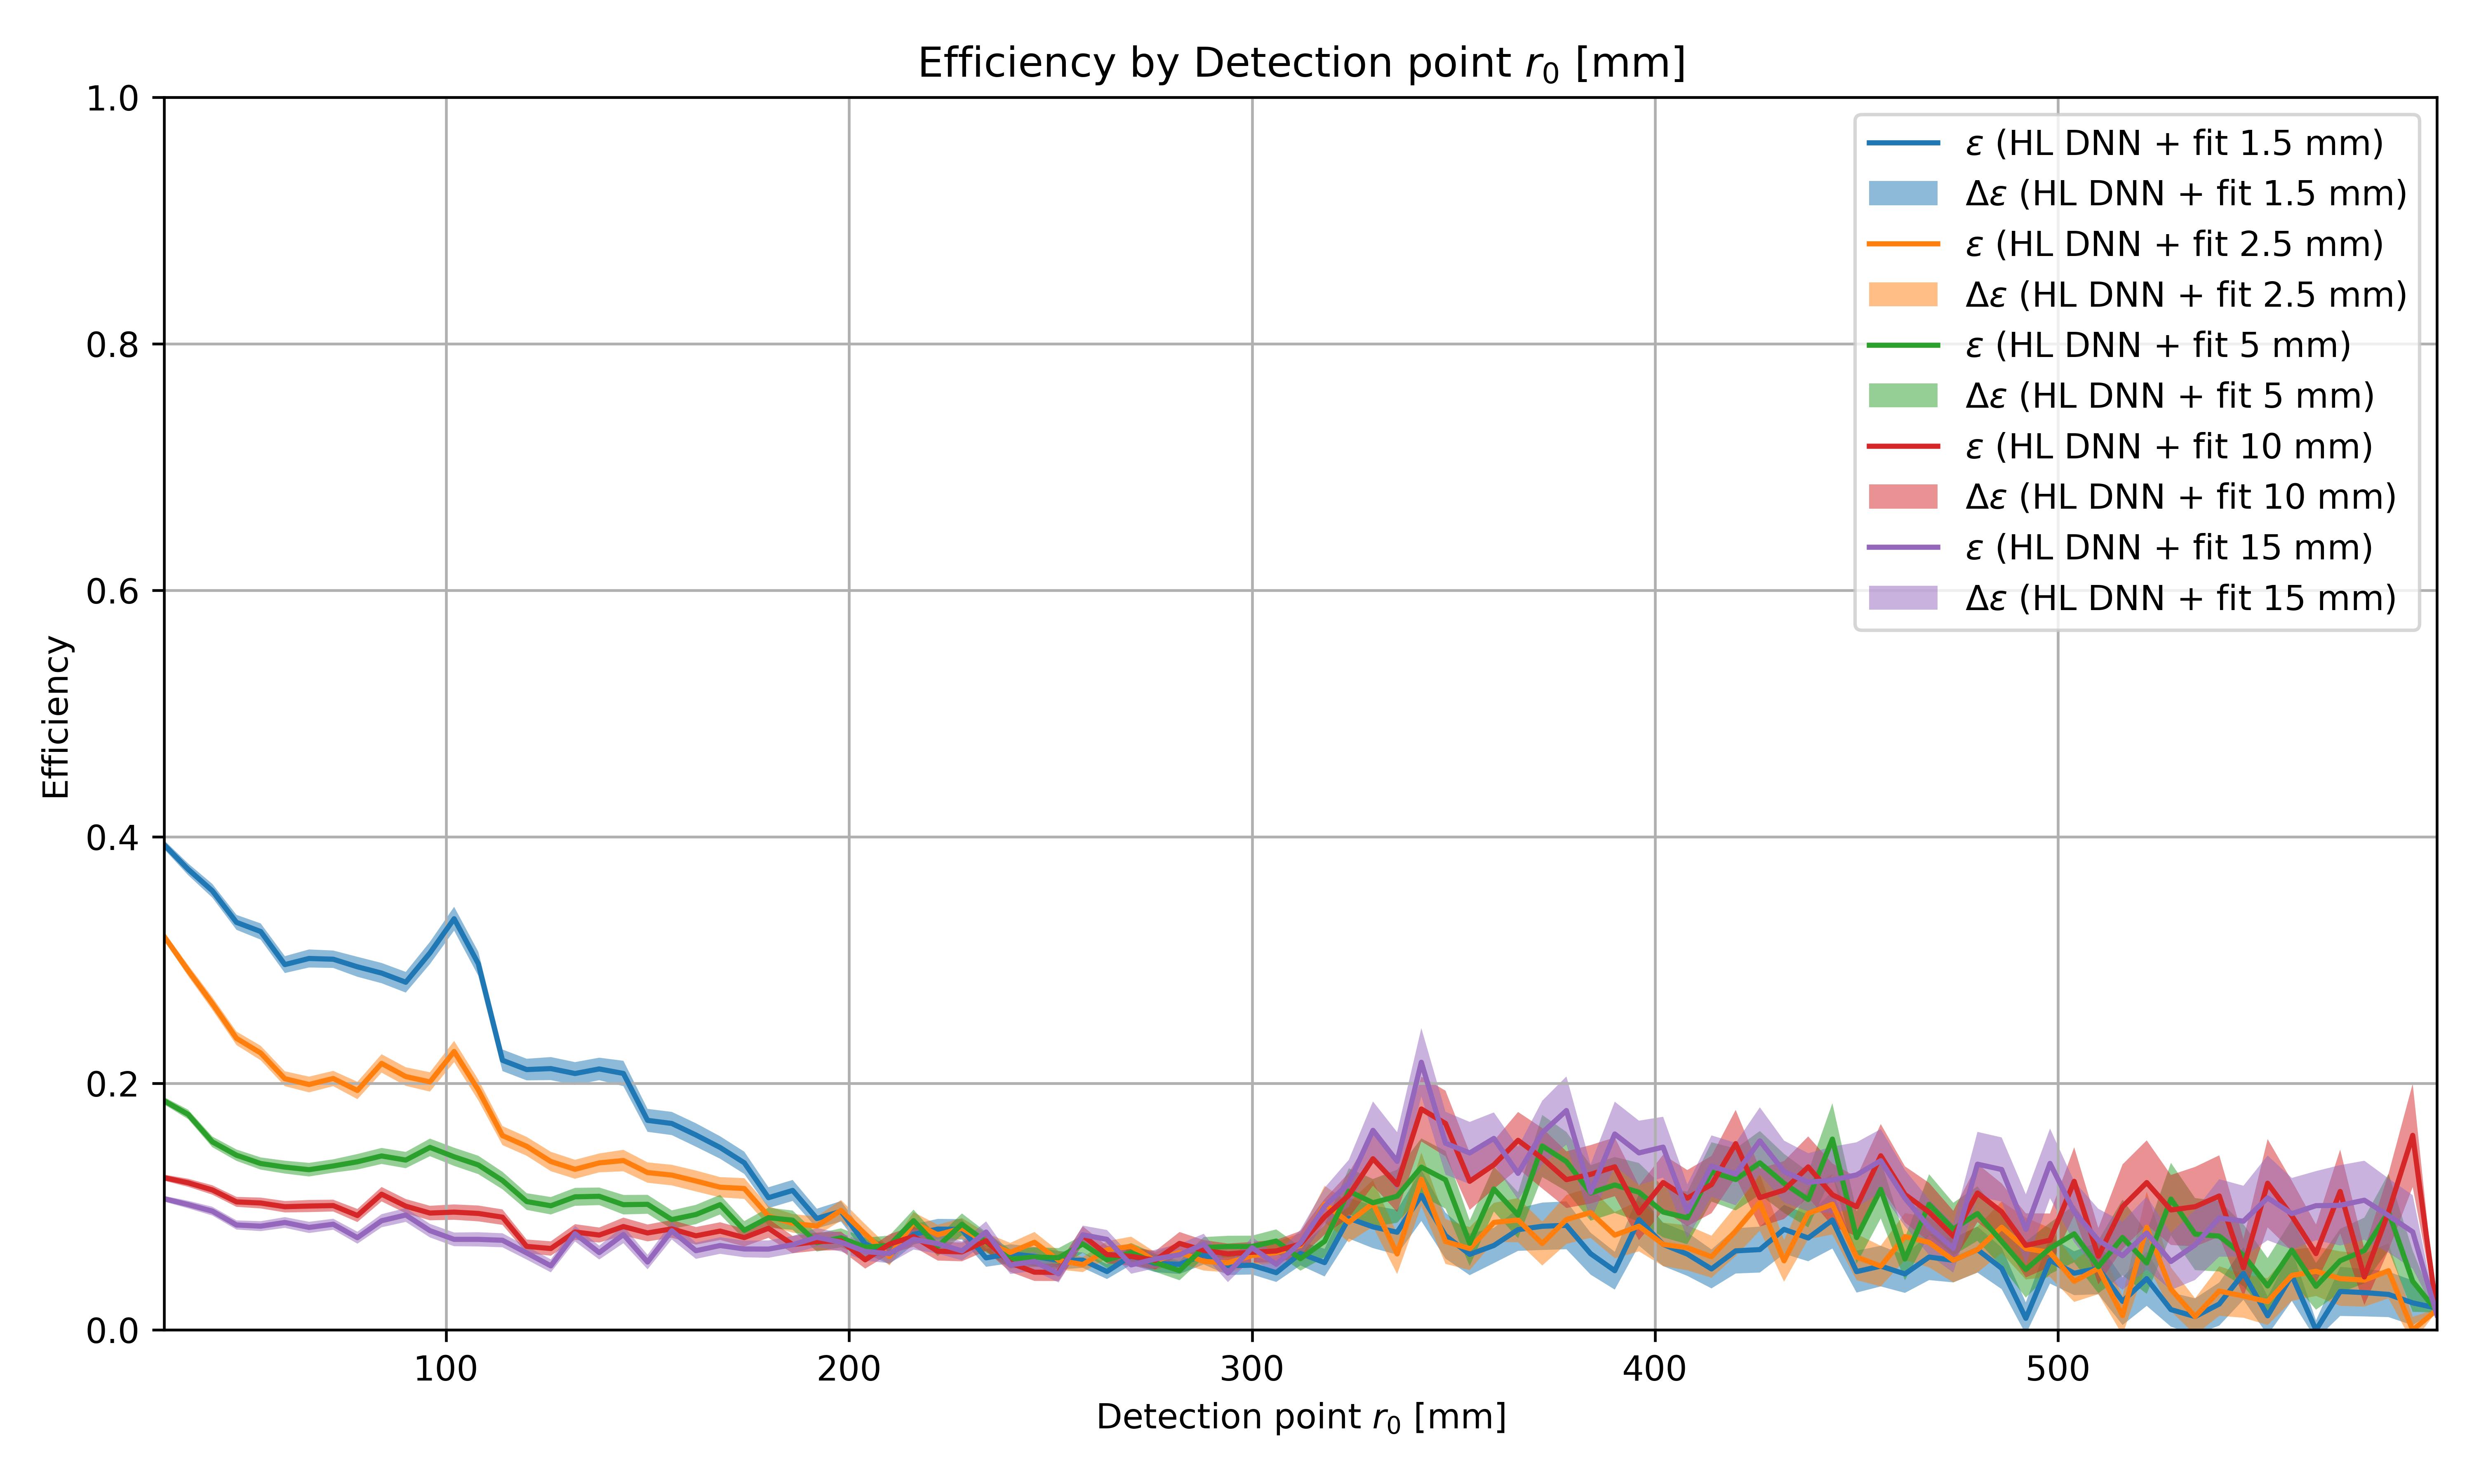 Efficiency by Detection point r₀ [mm]
1.0
0.8
0.6
0.4
0.2
0.0
Efficiency
ε (HL DNN + fit 1.5 mm)
Δε (HL DNN + fit 1.5 mm)
ε (HL DNN + fit 2.5 mm)
Δε (HL DNN + fit 2.5 mm)
ε (HL DNN + fit 5 mm)
Δε (HL DNN + fit 5 mm)
ε (HL DNN + fit 10 mm)
Δε (HL DNN + fit 10 mm)
ε (HL DNN + fit 15 mm)
Δε (HL DNN + fit 15 mm)
100 200 300 400 500
Detection point r₀ [mm]